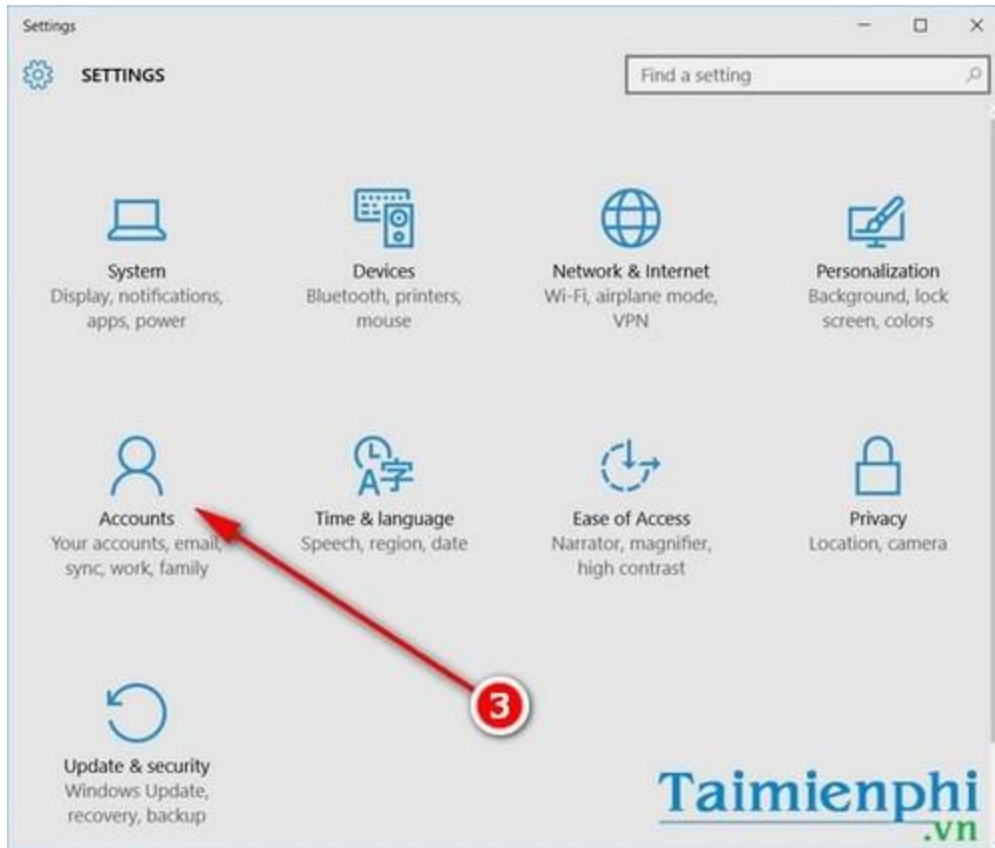 Settings
SETTINGS
Find a setting
System
Display, notifications,
apps, power
Devices
Bluetooth, printers,
mouse
Network & Internet
Wi-Fi, airplane mode,
VPN
Personalization
Background, lock
screen, colors
Accounts
Your accounts, email,
sync, work, family
Time & language
Speech, region, date
Ease of Access
Narrator, magnifier,
high contrast
Privacy
Location, camera
3
Update & security
Windows Update,
recovery, backup
Taimienphi
.vn